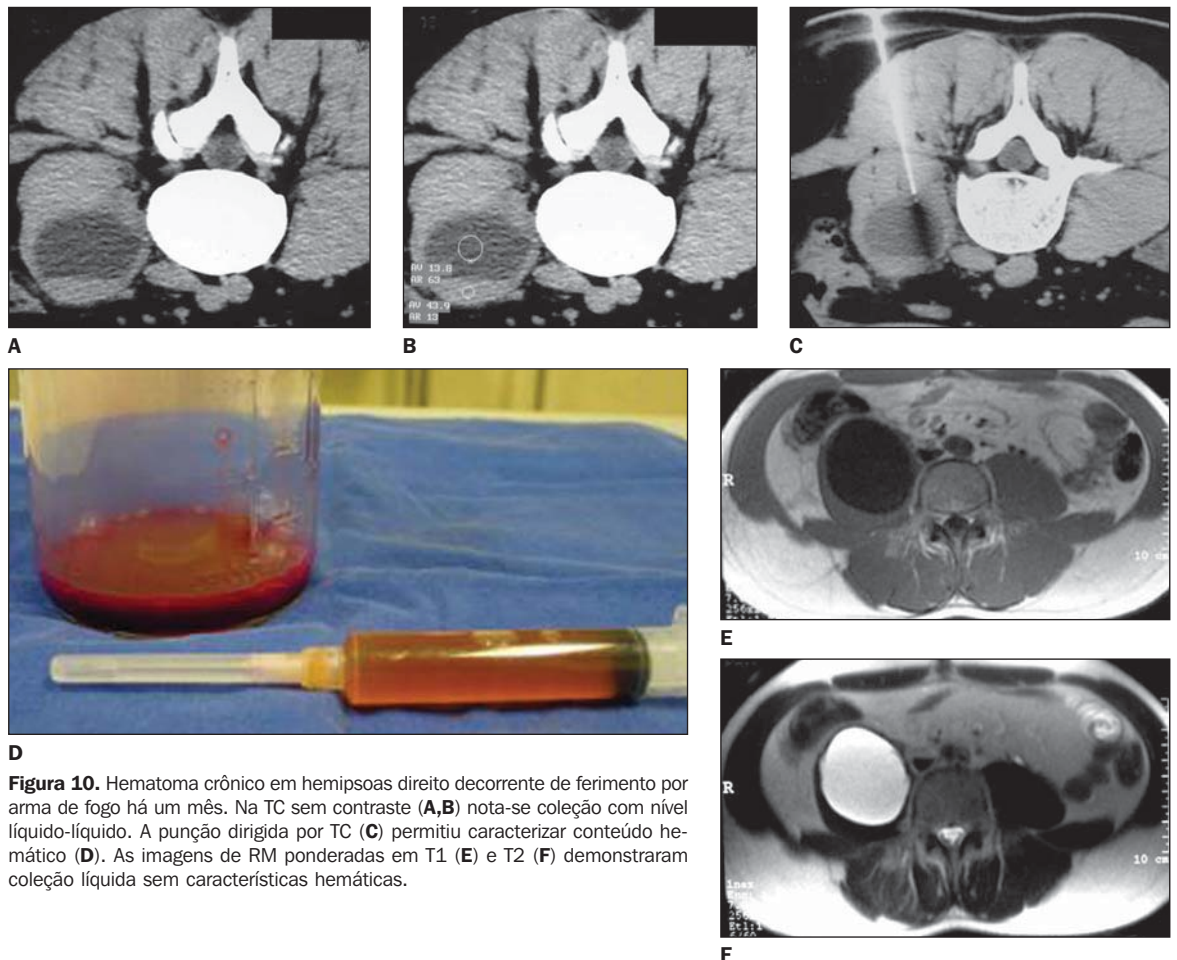 AV 13.8
AR 63
AV 43.9
AR 13
A
B
C
R
10 cm
E
D
R
10 cm
F
Figura 10. Hematoma crônico em hemipsoas direito decorrente de ferimento por
arma de fogo há um mês. Na TC sem contraste (A,B) nota-se coleção com nível
líquido-líquido. A punção dirigida por TC (C) permitiu caracterizar conteúdo he-
mático (D). As imagens de RM ponderadas em T1 (E) e T2 (F) demonstraram
coleção líquida sem características hemáticas.